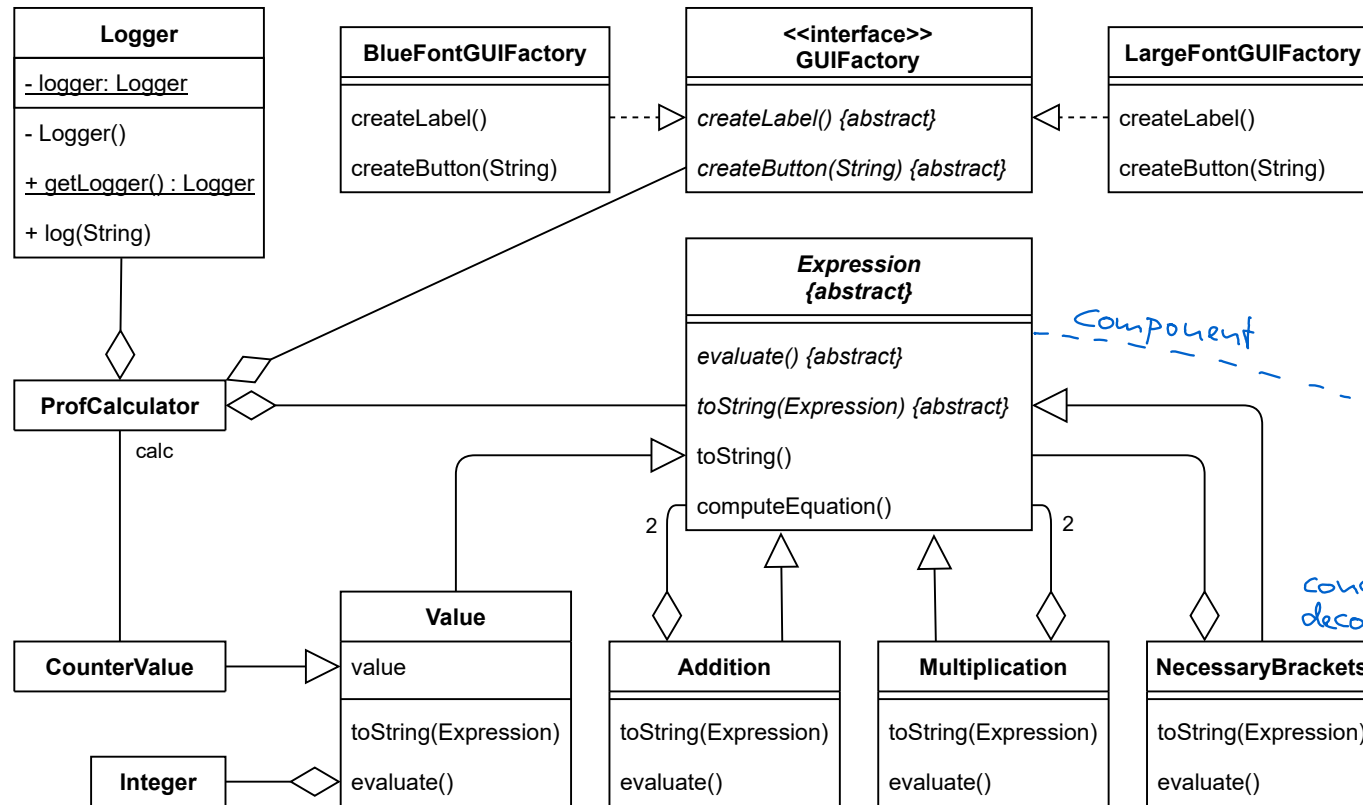 Logger
- logger: Logger
- Logger()
+ getLogger() : Logger
+ log(String)
BlueFontGUIFactory
createLabel()
createButton(String)
<<interface>>
GUIFactory
createLabel() {abstract}
createButton(String) {abstract}
LargeFontGUIFactory
createLabel()
createButton(String)
Expression
{abstract}
evaluate() {abstract}
toString(Expression) {abstract}
toString()
computeEquation()
Component
ProfCalculator
calc
2
2
CounterValue
Integer
Value
value
toString(Expression)
evaluate()
Addition
toString(Expression)
evaluate()
Multiplication
toString(Expression)
evaluate()
NecessaryBrackets
toString(Expression)
evaluate()